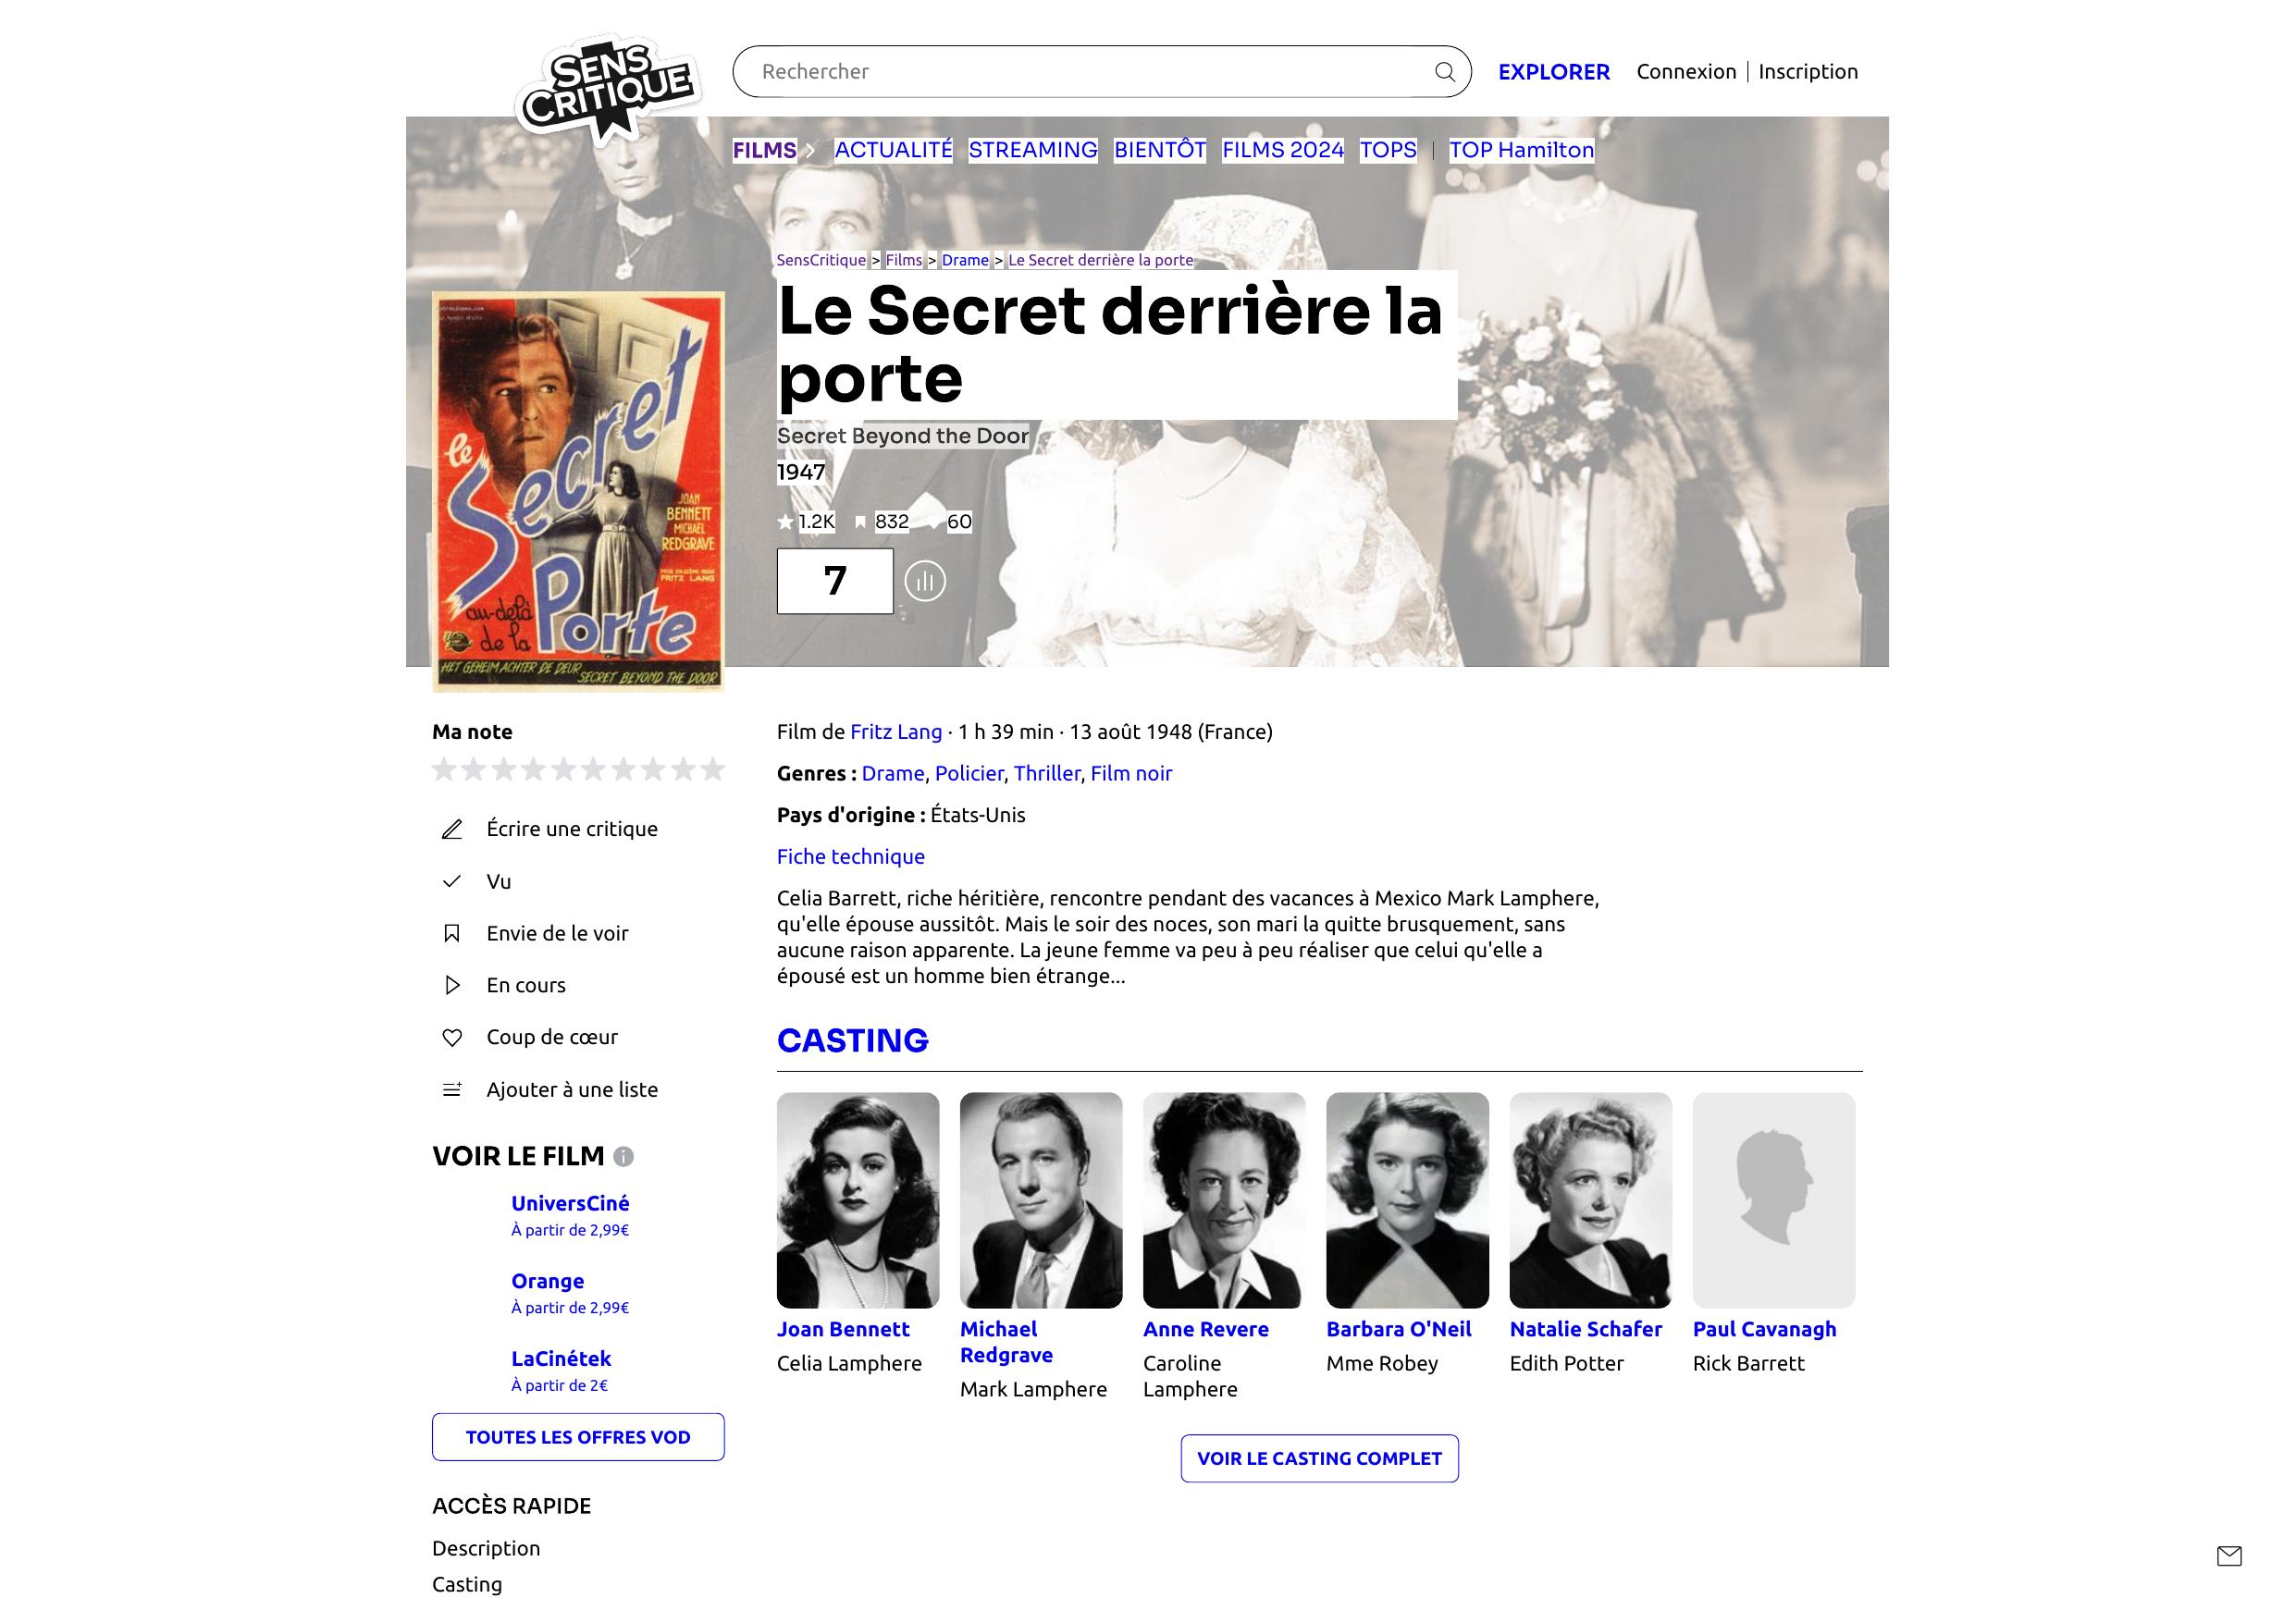 SENS
CRITIQUE
Rechercher
EXPLORER
Connexion | Inscription
FILMS
ACTUALITÉ
STREAMING
BIENTÔT
FILMS 2024
TOPS
TOP Hamilton
SensCritique > Films > Drame > Le Secret derrière la porte
Le Secret derrière la
porte
Secret Beyond the Door
1947
1.2K
832
60
7
le
Secret
JOAN
BENNETT
MICHAEL
REDGRAVE
MISE EN SCÈNE
FRITZ LANG
au-delà
de la
Porte
HET GEHEIM ACHTER DE DEUR
SECRET BEYOND THE DOOR
Ma note
Écrire une critique
Vu
Envie de le voir
En cours
Coup de cœur
Ajouter à une liste
VOIR LE FILM
UniversCiné
À partir de 2,99€
Orange
À partir de 2,99€
LaCinétek
À partir de 2€
TOUTES LES OFFRES VOD
ACCÈS RAPIDE
Description
Casting
Film de Fritz Lang · 1 h 39 min · 13 août 1948 (France)
Genres : Drame, Policier, Thriller, Film noir
Pays d'origine : États-Unis
Fiche technique
Celia Barrett, riche héritière, rencontre pendant des vacances à Mexico Mark Lamphere,
qu'elle épouse aussitôt. Mais le soir des noces, son mari la quitte brusquement, sans
aucune raison apparente. La jeune femme va peu à peu réaliser que celui qu'elle a
épousé est un homme bien étrange...
CASTING
Joan Bennett
Celia Lamphere
Michael
Redgrave
Mark Lamphere
Anne Revere
Caroline
Lamphere
Barbara O'Neil
Mme Robey
Natalie Schafer
Edith Potter
Paul Cavanagh
Rick Barrett
VOIR LE CASTING COMPLET